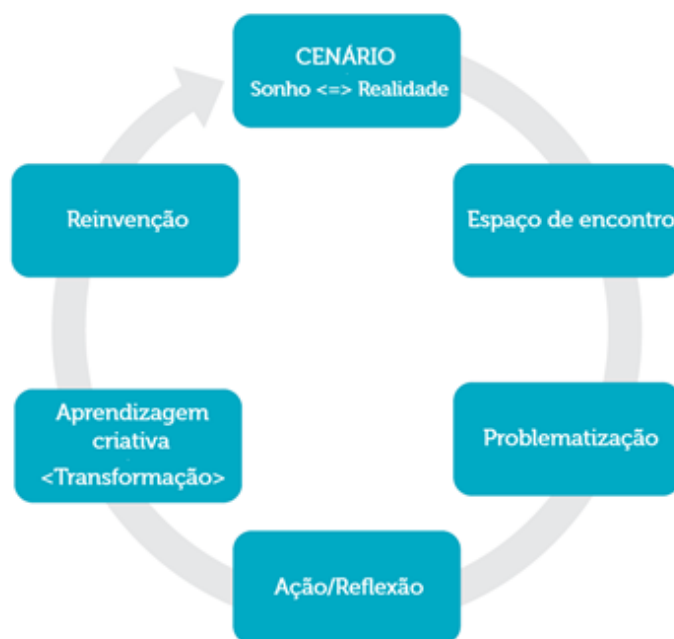 CENÁRIO
Sonho <=> Realidade
Espaço de encontro
Problematização
Ação/Reflexão
Aprendizagem
criativa
<Transformação>
Reinvenção